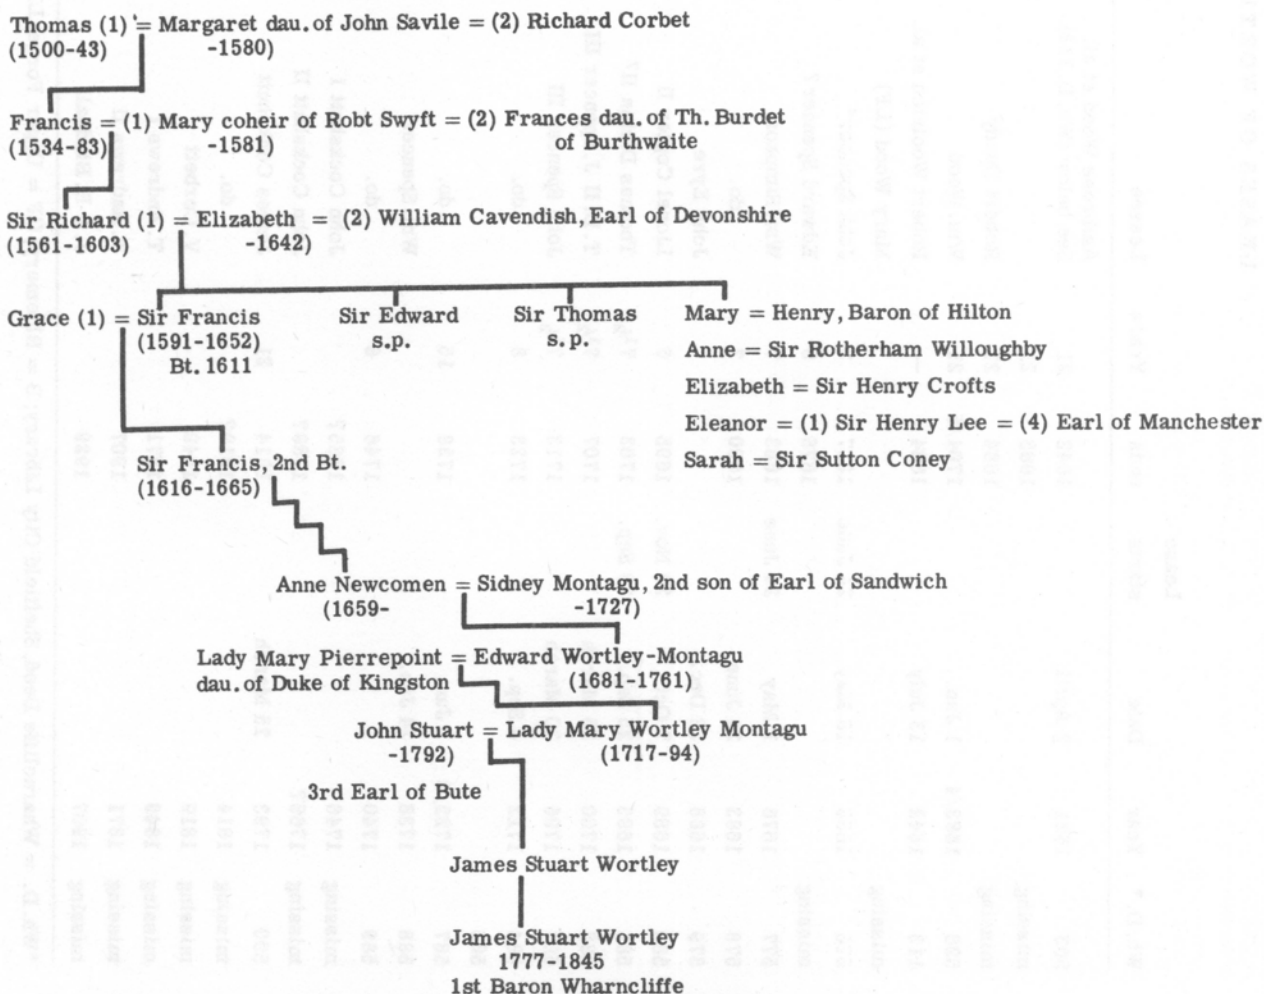 Thomas (1) = Margaret dau. of John Savile = (2) Richard Corbet
(1500-43) -1580)
Francis = (1) Mary coheir of Robt Swyft = (2) Frances dau. of Th. Burdet
(1534-83) -1581) of Burthwaite
Sir Richard (1) = Elizabeth = (2) William Cavendish, Earl of Devonshire
(1561-1603) -1642)
Grace (1) = Sir Francis Sir Edward Sir Thomas Mary = Henry, Baron of Hilton
(1591-1652) s.p. s.p.
Bt. 1611 Anne = Sir Rotherham Willoughby
Elizabeth = Sir Henry Crofts
Eleanor = (1) Sir Henry Lee = (4) Earl of Manchester
Sir Francis, 2nd Bt. Sarah = Sir Sutton Coney
(1616-1665)
Anne Newcomen = Sidney Montagu, 2nd son of Earl of Sandwich
(1659- -1727)
Lady Mary Pierrepoint = Edward Wortley-Montagu
dau. of Duke of Kingston (1681-1761)
John Stuart = Lady Mary Wortley Montagu
-1792) (1717-94)
3rd Earl of Bute
James Stuart Wortley
James Stuart Wortley
1777-1845
1st Baron Wharncliffe